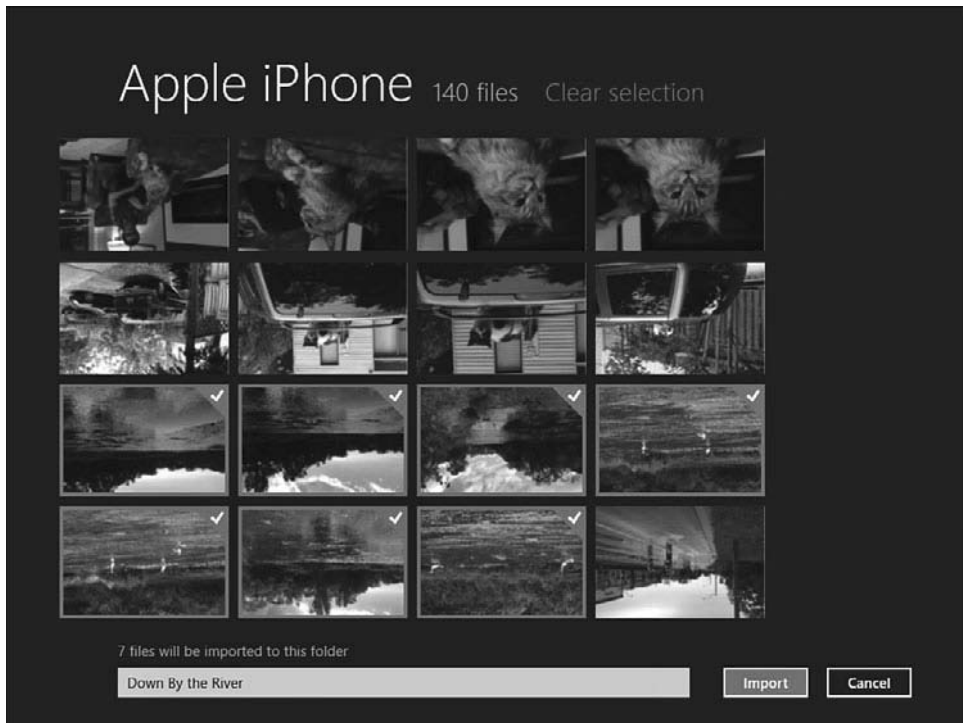 Apple iPhone 140 files Clear selection
7 files will be imported to this folder
Down By the River
Import Cancel